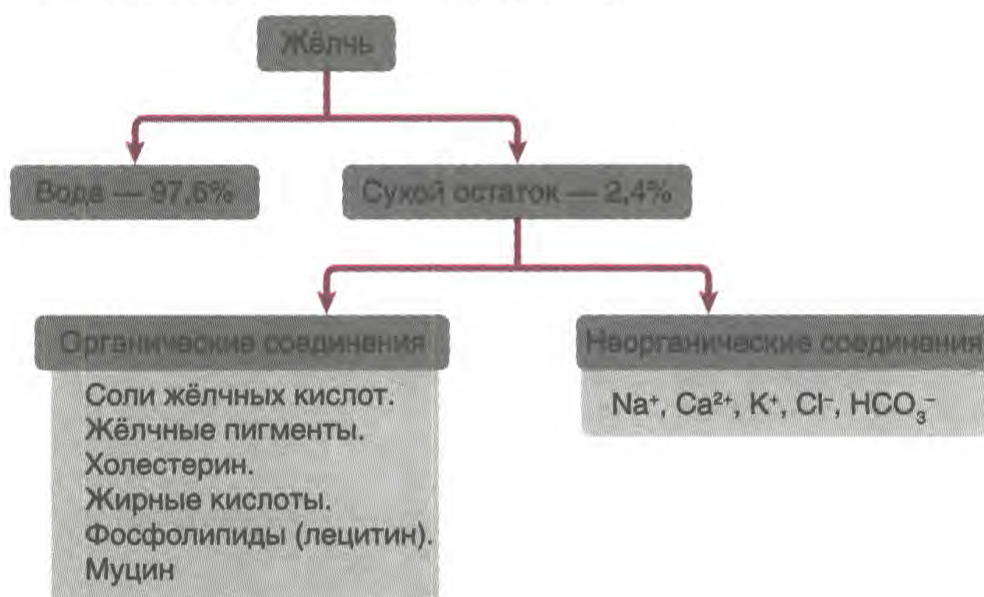 Жёлчь
Вода — 97,6%
Сухой остаток — 2,4%
Органические соединения
Соли жёлчных кислот.
Жёлчные пигменты.
Холестерин.
Жирные кислоты.
Фосфолипиды (лецитин).
Муцин
Неорганические соединения
Na⁺, Ca²⁺, K⁺, Cl⁻, HCO₃⁻